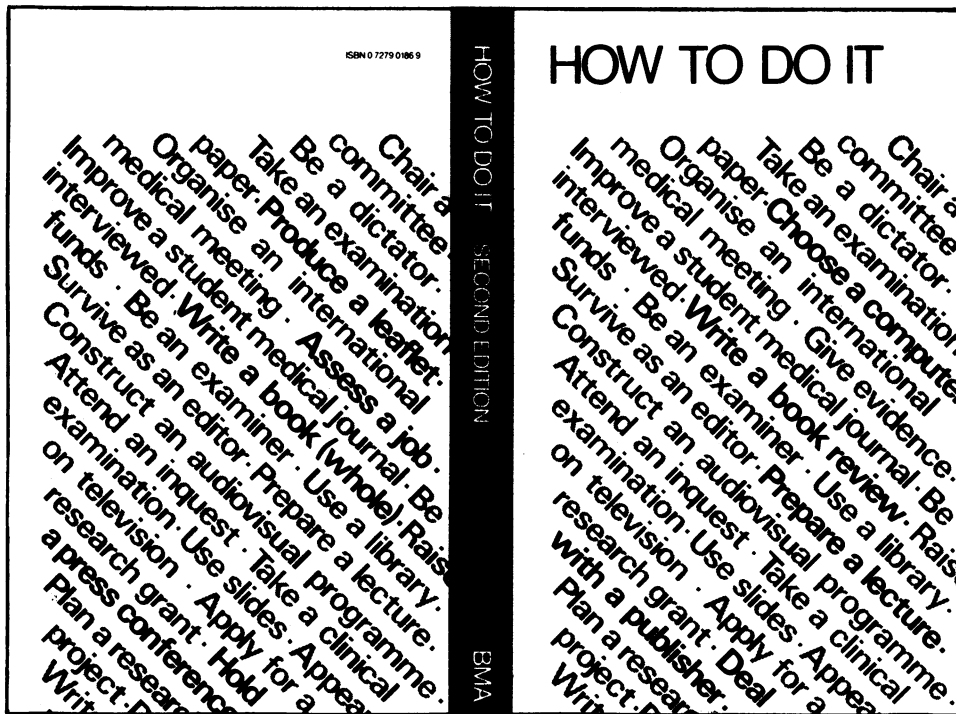 ISBN 0 7279 0186 9
Chair a
committee
Be a dictator·
Take an examination
paper·Produce a leaflet·
Organise an international
medical meeting · Assess a job·
Improve a student medical journal·Be
interviewed·Write a book (whole)·Raise
funds · Be an examiner · Use a library·
Survive as an editor·Prepare a lecture·
Construct an audiovisual programme·
Attend an inquest · Take a clinical
examination·Use slides·Appear
on television · Apply for a
research grant·Hold
a press conference
Plan a resear
project·
Writ
HOW TO DO IT SECOND EDITION BMA
HOW TO DO IT
Chair a
committee
Be a dictator·
Take an examination
paper·Choose a compute
Organise an international
medical meeting · Give evidence·
Improve a student medical journal·Be
interviewed·Write a book review·Raise
funds · Be an examiner · Use a library·
Survive as an editor·Prepare a lecture·
Construct an audiovisual programme·
Attend an inquest · Take a clinical
examination·Use slides·Appea
on television · Apply for a
research grant·Deal
with a publisher·
Plan a resear
project·
Writ